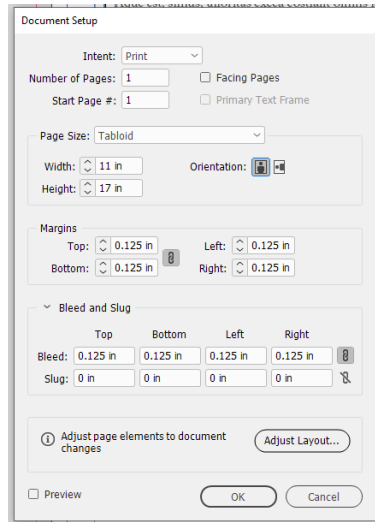 Document Setup
Intent: Print
Number of Pages: 1 Facing Pages
Start Page #: 1 Primary Text Frame
Page Size: Tabloid
Width: 11 in Orientation:
Height: 17 in
Margins
Top: 0.125 in Left: 0.125 in
Bottom: 0.125 in Right: 0.125 in
Bleed and Slug
Top Bottom Left Right
Bleed: 0.125 in 0.125 in 0.125 in 0.125 in
Slug: 0 in 0 in 0 in 0 in
Adjust page elements to document Adjust Layout...
changes
Preview OK Cancel